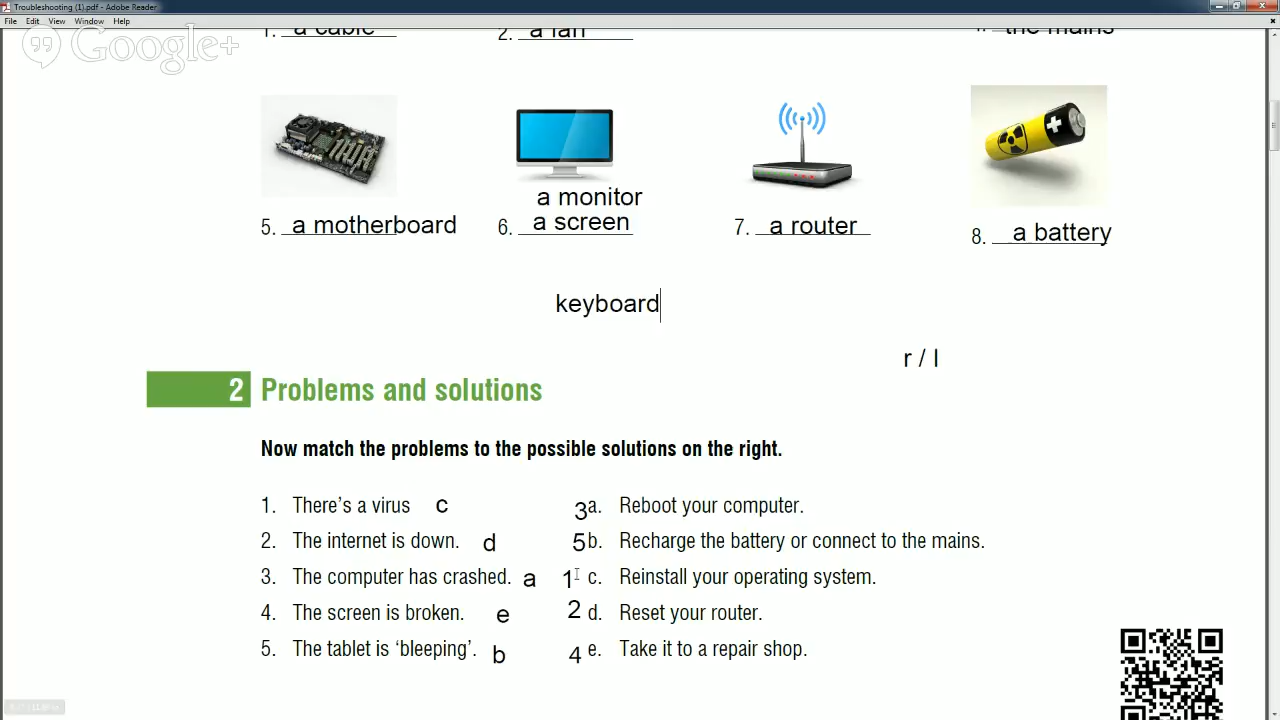 Troubleshooting (1).pdf - Adobe Reader
File Edit View Window Help
Google+
1. a cable 2. a fan the mains
a monitor
5. a motherboard 6. a screen 7. a router 8. a battery
keyboard
r / l
2 Problems and solutions
Now match the problems to the possible solutions on the right.
1. There's a virus c 3 a. Reboot your computer.
2. The internet is down. d 5 b. Recharge the battery or connect to the mains.
3. The computer has crashed. a 1 c. Reinstall your operating system.
4. The screen is broken. e 2 d. Reset your router.
5. The tablet is ‘bleeping’. b 4 e. Take it to a repair shop.